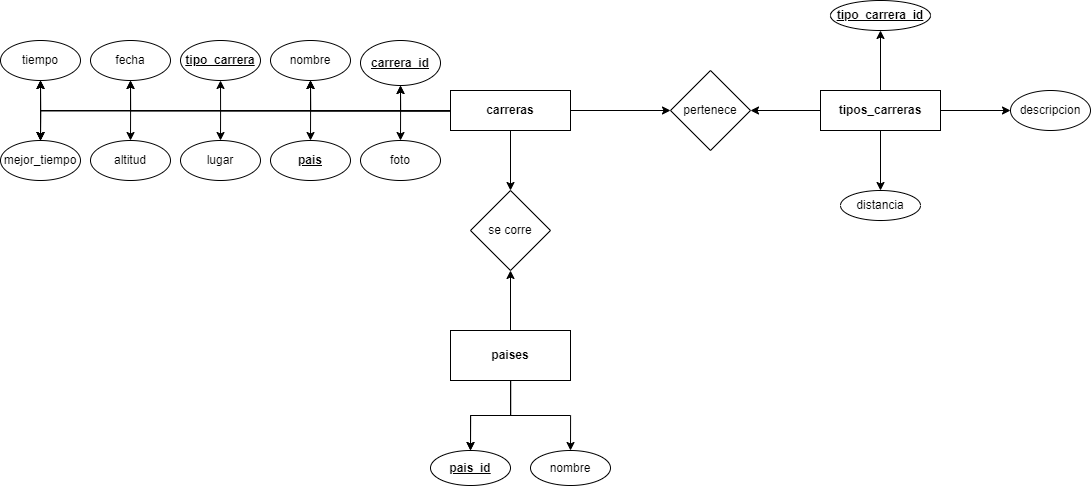 tipo_carrera_id
tiempo
fecha
tipo_carrera
nombre
carrera_id
carreras
pertenece
tipos_carreras
descripcion
mejor_tiempo
altitud
lugar
pais
foto
distancia
se corre
paises
pais_id
nombre